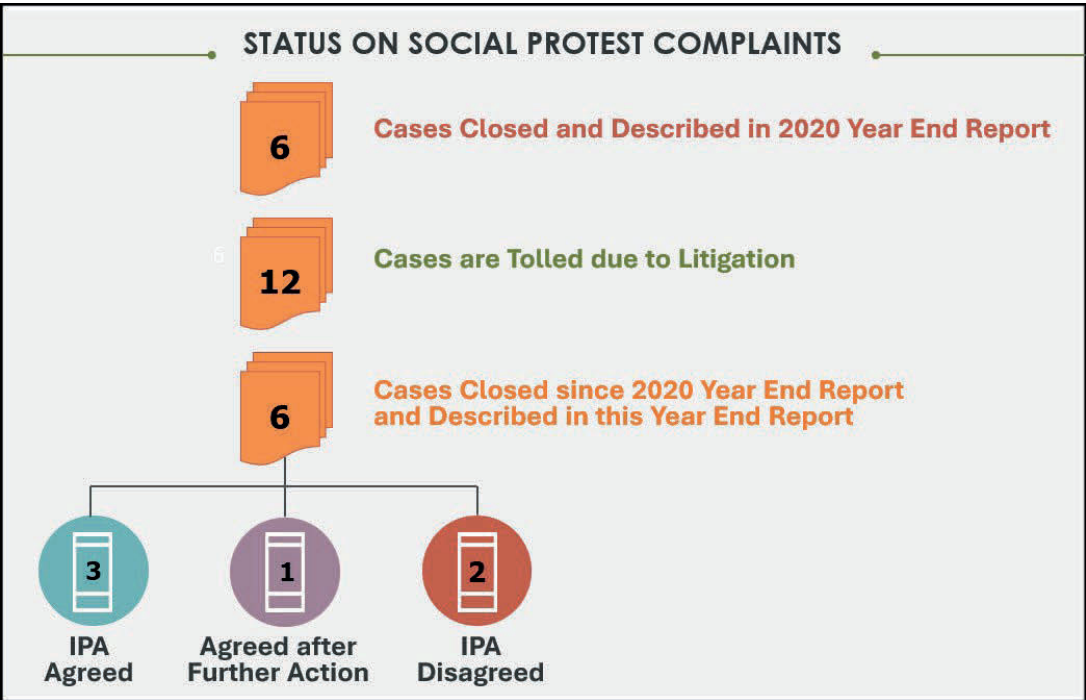 STATUS ON SOCIAL PROTEST COMPLAINTS
6
Cases Closed and Described in 2020 Year End Report
6
12
Cases are Tolled due to Litigation
6
Cases Closed since 2020 Year End Report
and Described in this Year End Report
3
1
2
IPA
Agreed
Agreed after
Further Action
IPA
Disagreed